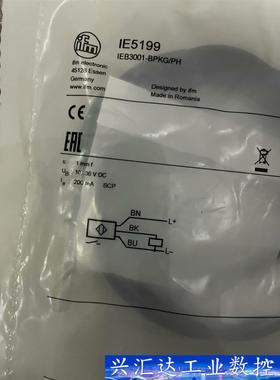 ifm
ifm electronic
45128 Essen
Germany
www.ifm.com
IE5199
IEB3001-BPKG/PH
Designed by ifm
Made in Romania
EAC
1 mm f
10...36 V DC
200 mA SCP
BN
L+
BK
BU
L−
兴汇达工业数控